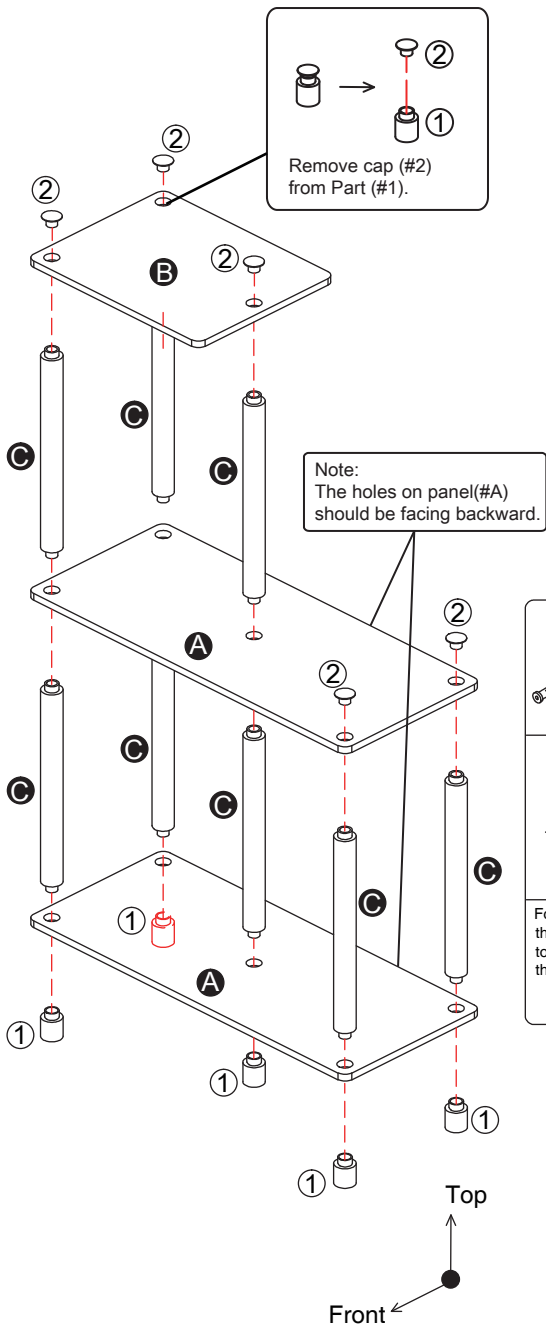 ②
①
Remove cap (#2)
from Part (#1).
②
②
②
B
C
C
C
Note:
The holes on panel(#A)
should be facing backward.
②
②
A
C
C
C
C
C
①
A
①
①
①
①
Top
Front